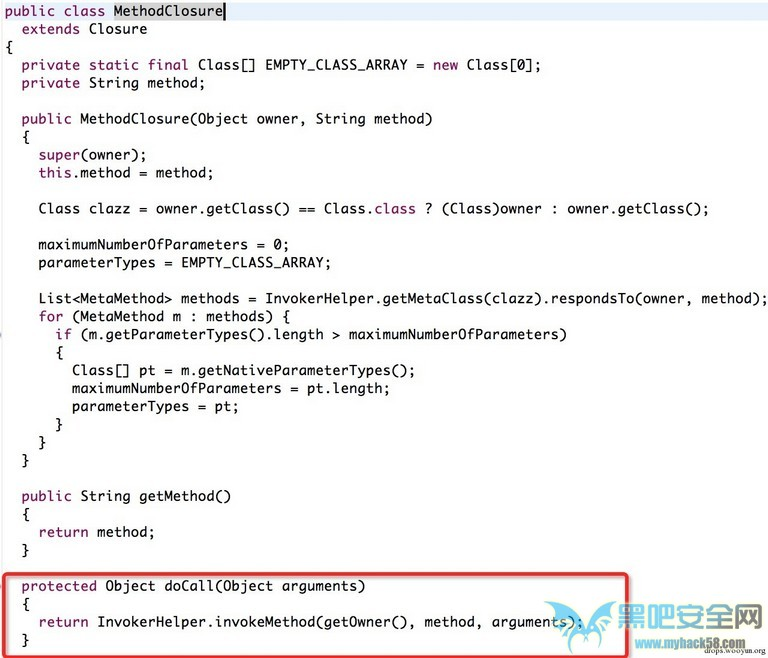 public class MethodClosure
  extends Closure
{
  private static final Class[] EMPTY_CLASS_ARRAY = new Class[0];
  private String method;

  public MethodClosure(Object owner, String method)
  {
    super(owner);
    this.method = method;

    Class clazz = owner.getClass() == Class.class ? (Class)owner : owner.getClass();

    maximumNumberOfParameters = 0;
    parameterTypes = EMPTY_CLASS_ARRAY;

    List<MetaMethod> methods = InvokerHelper.getMetaClass(clazz).respondsTo(owner, method);
    for (MetaMethod m : methods) {
      if (m.getParameterTypes().length > maximumNumberOfParameters)
      {
        Class[] pt = m.getNativeParameterTypes();
        maximumNumberOfParameters = pt.length;
        parameterTypes = pt;
      }
    }
  }

  public String getMethod()
  {
    return method;
  }

  protected Object doCall(Object arguments)
  {
    return InvokerHelper.invokeMethod(getOwner(), method, arguments);
  }
黑吧安全网
www.myhack58.com
drops.wooyun.org